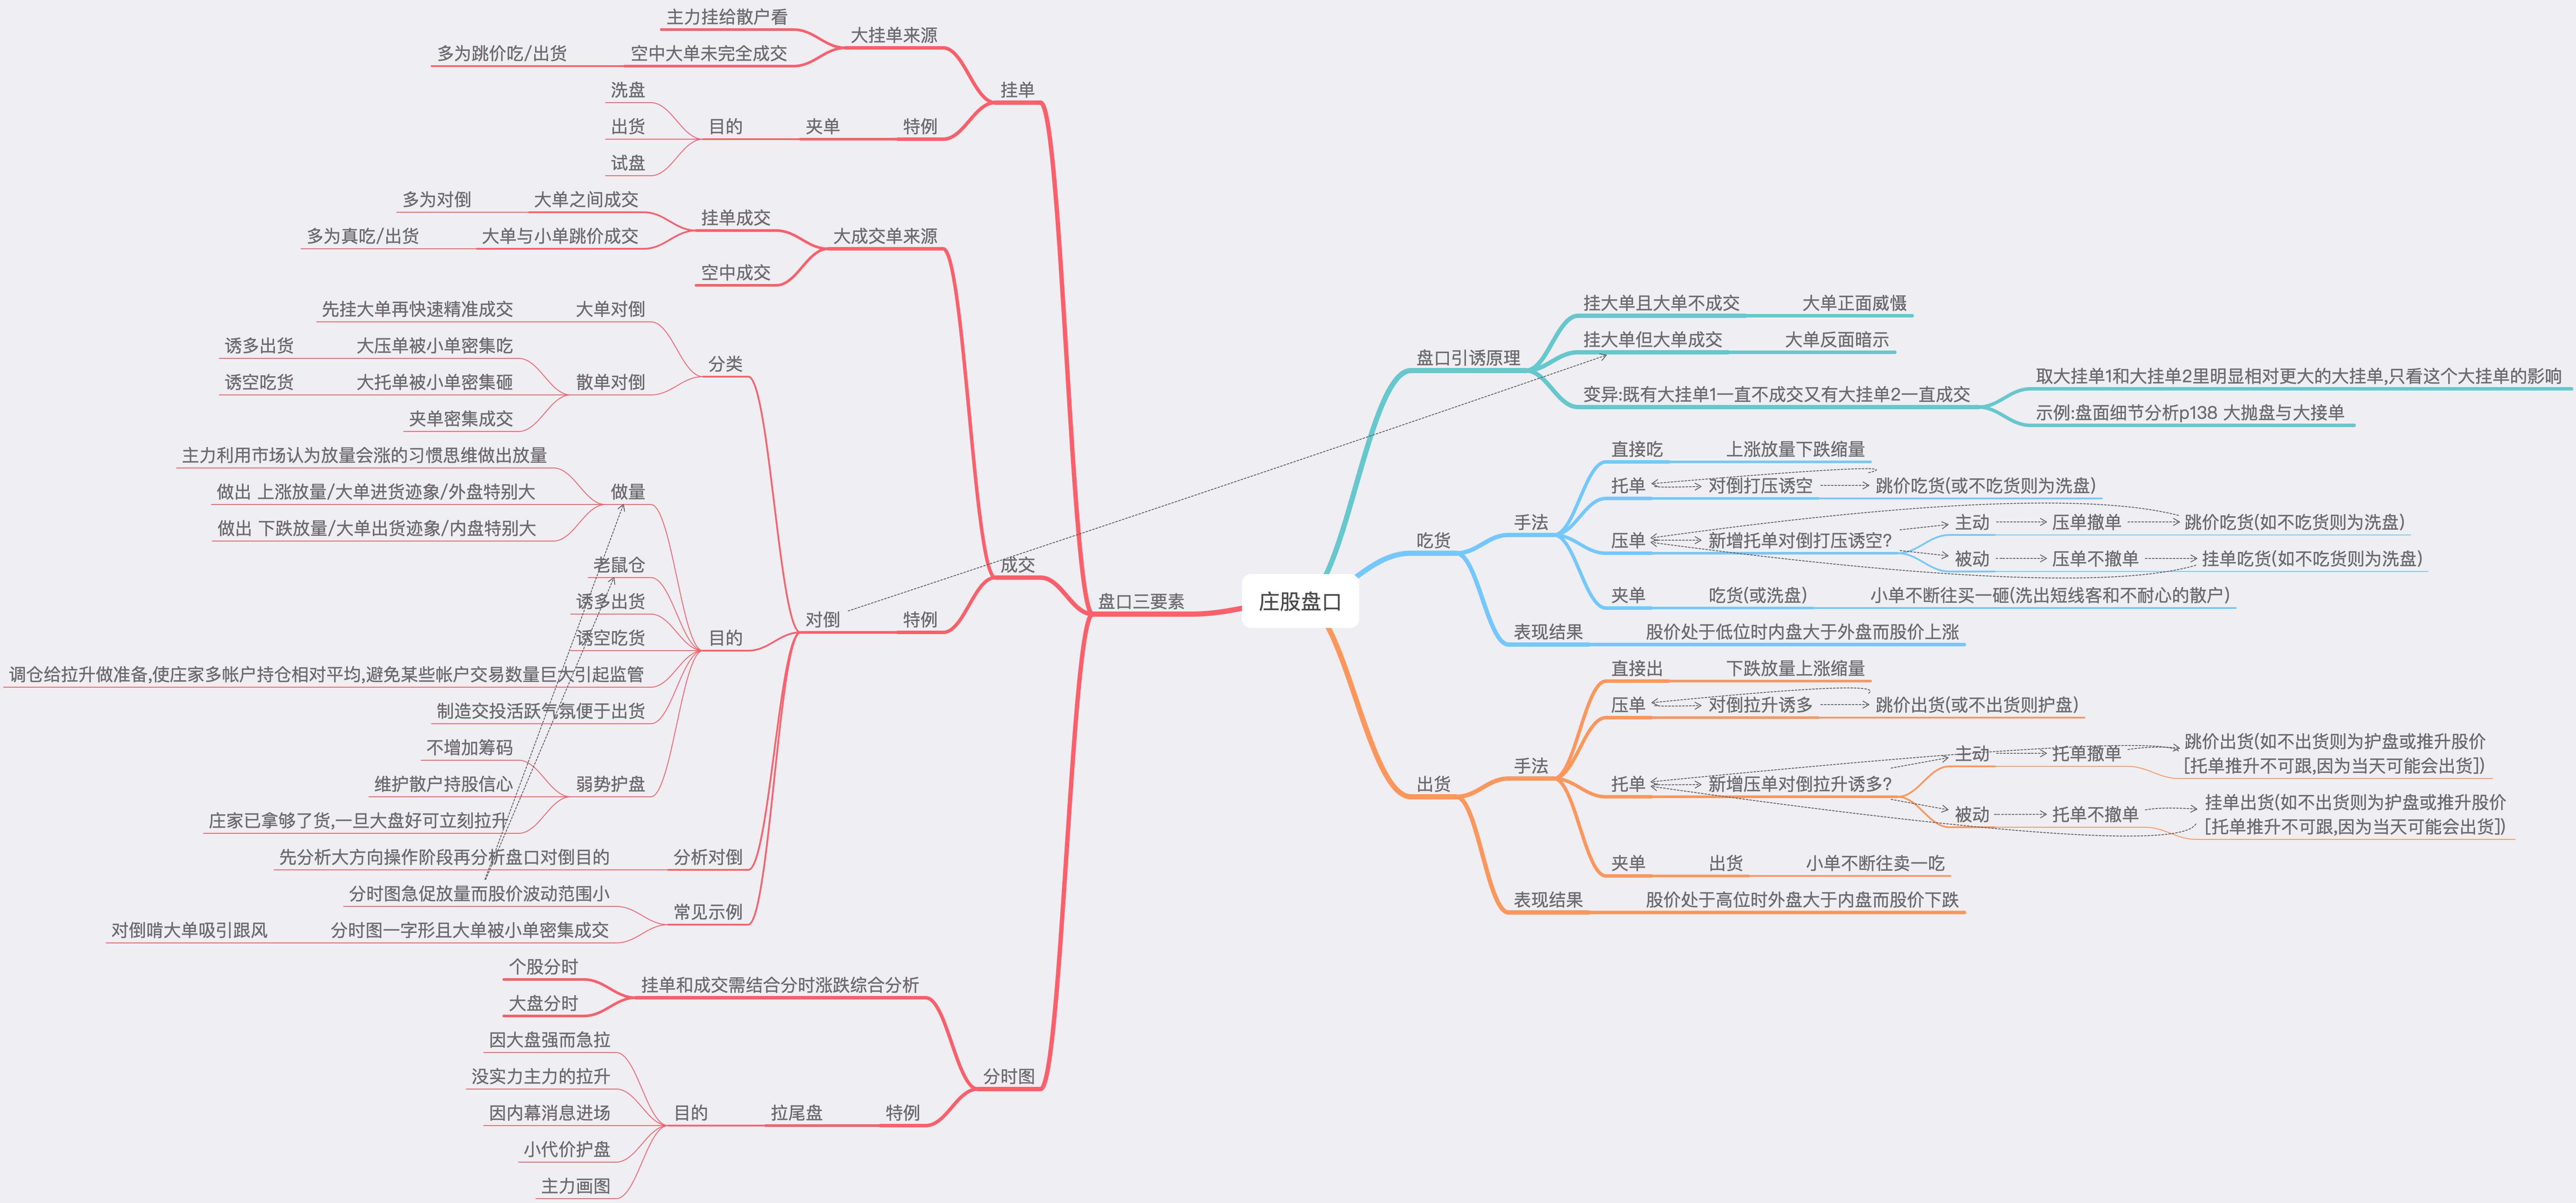 庄股盘口
盘口三要素
挂单
大挂单来源
主力挂给散户看
空中大单未完全成交
多为跳价吃/出货
特例
夹单
目的
洗盘
出货
试盘
成交
大成交单来源
挂单成交
大单之间成交
多为对倒
大单与小单跳价成交
多为真吃/出货
空中成交
特例
对倒
分类
大单对倒
先挂大单再快速精准成交
散单对倒
大压单被小单密集吃
诱多出货
大托单被小单密集砸
诱空吃货
夹单密集成交
目的
做量
主力利用市场认为放量会涨的习惯思维做出放量
做出 上涨放量/大单进货迹象/外盘特别大
做出 下跌放量/大单出货迹象/内盘特别大
老鼠仓
诱多出货
诱空吃货
调仓给拉升做准备,使庄家多帐户持仓相对平均,避免某些帐户交易数量巨大引起监管
制造交投活跃气氛便于出货
弱势护盘
不增加筹码
维护散户持股信心
庄家已拿够了货,一旦大盘好可立刻拉升
分析对倒
先分析大方向操作阶段再分析盘口对倒目的
常见示例
分时图急促放量而股价波动范围小
分时图一字形且大单被小单密集成交
对倒啃大单吸引跟风
分时图
挂单和成交需结合分时涨跌综合分析
个股分时
大盘分时
特例
拉尾盘
目的
因大盘强而急拉
没实力主力的拉升
因内幕消息进场
小代价护盘
主力画图
盘口引诱原理
挂大单且大单不成交
大单正面威慑
挂大单但大单成交
大单反面暗示
变异:既有大挂单1一直不成交又有大挂单2一直成交
取大挂单1和大挂单2里明显相对更大的大挂单,只看这个大挂单的影响
示例:盘面细节分析p138 大抛盘与大接单
吃货
手法
直接吃
上涨放量下跌缩量
托单
对倒打压诱空
跳价吃货(或不吃货则为洗盘)
压单
新增托单对倒打压诱空?
主动
压单撤单
跳价吃货(如不吃货则为洗盘)
被动
压单不撤单
挂单吃货(如不吃货则为洗盘)
夹单
吃货(或洗盘)
小单不断往买一砸(洗出短线客和不耐心的散户)
表现结果
股价处于低位时内盘大于外盘而股价上涨
出货
手法
直接出
下跌放量上涨缩量
压单
对倒拉升诱多
跳价出货(或不出货则护盘)
托单
新增压单对倒拉升诱多?
主动
托单撤单
跳价出货(如不出货则为护盘或推升股价
[托单推升不可跟,因为当天可能会出货])
被动
托单不撤单
挂单出货(如不出货则为护盘或推升股价
[托单推升不可跟,因为当天可能会出货])
夹单
出货
小单不断往卖一吃
表现结果
股价处于高位时外盘大于内盘而股价下跌